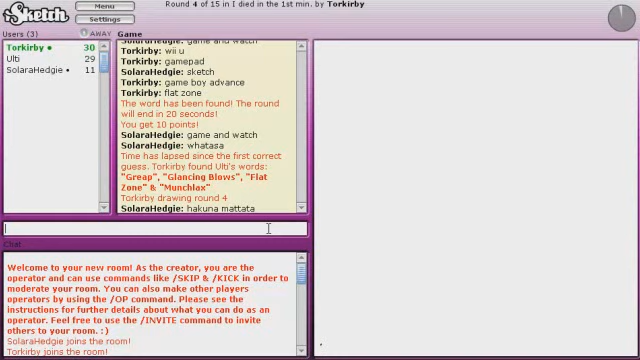 iSketch
Menu
Settings
Round 4 of 15 in I died in the 1st min. by Torkirby
Users (3)
AWAY
Game
Torkirby • 30
Ulti 29
SolaraHedgie • 11
SolaraHedgie: game and watch
Torkirby: wii u
Torkirby: gamepad
SolaraHedgie: sketch
Torkirby: game boy advance
Torkirby: flat zone
The word has been found! The round
will end in 20 seconds!
You get 10 points!
SolaraHedgie: game and watch
SolaraHedgie: whatasa
Time has lapsed since the first correct
guess. Torkirby found Ulti's words:
"Greap", "Glancing Blows", "Flat
Zone" & "Munchlax"
Torkirby drawing round 4
SolaraHedgie: hakuna mattata
Chat
Welcome to your new room! As the creator, you are the
operator and can use commands like /SKIP & /KICK in order to
moderate your room. You can also make other players
operators by using the /OP command. Please see the
instructions for further details about what you can do as an
operator. Feel free to use the /INVITE command to invite
others to your room. :)
SolaraHedgie joins the room!
Torkirby joins the room!